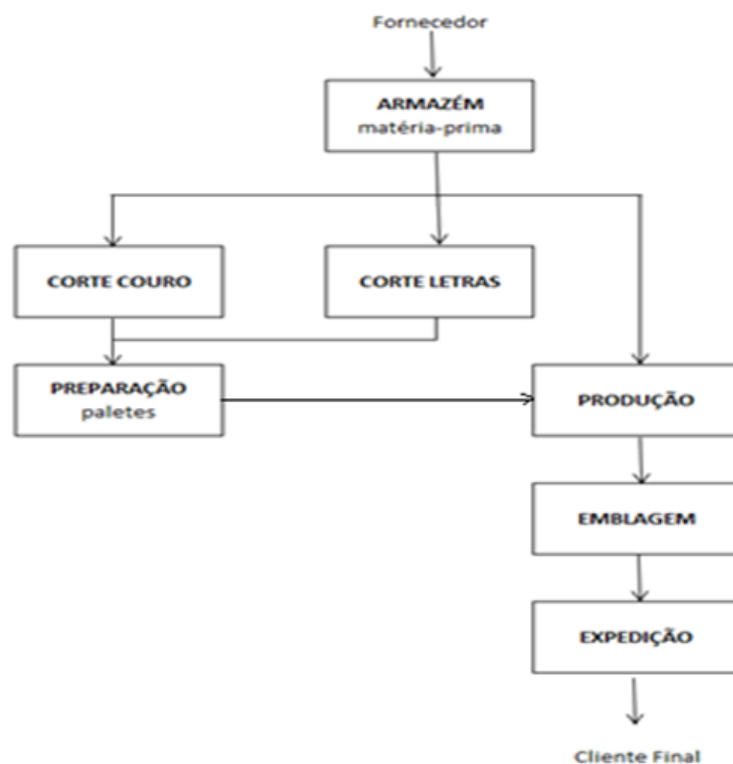 Fornecedor
ARMAZÉM
matéria-prima
CORTE COURO
CORTE LETRAS
PREPARAÇÃO
paletes
PRODUÇÃO
EMBLAGEM
EXPEDIÇÃO
Cliente Final